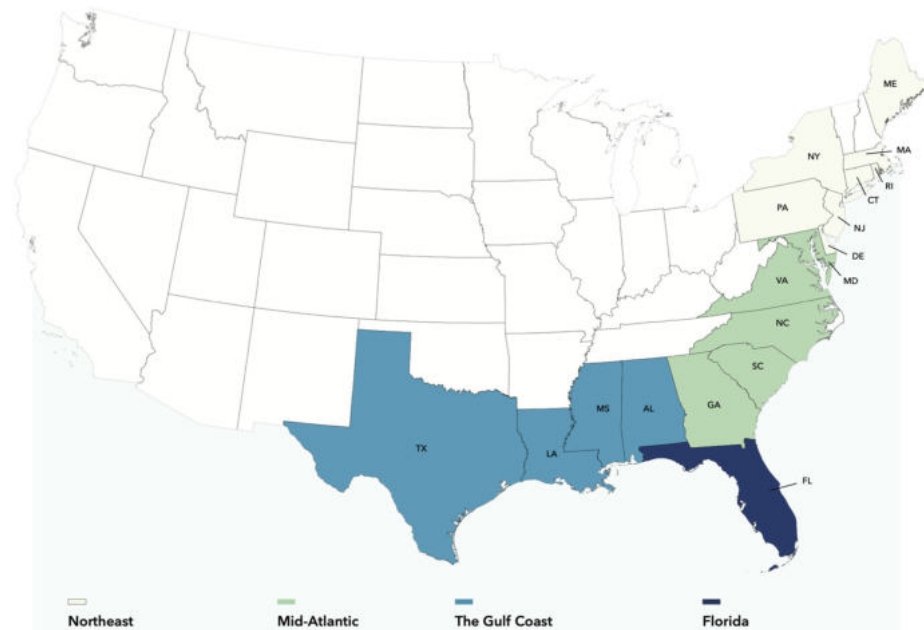 ME
NY
MA
RI
CT
PA
NJ
DE
MD
VA
NC
SC
MS
AL
GA
TX
LA
FL
Northeast
Mid-Atlantic
The Gulf Coast
Florida